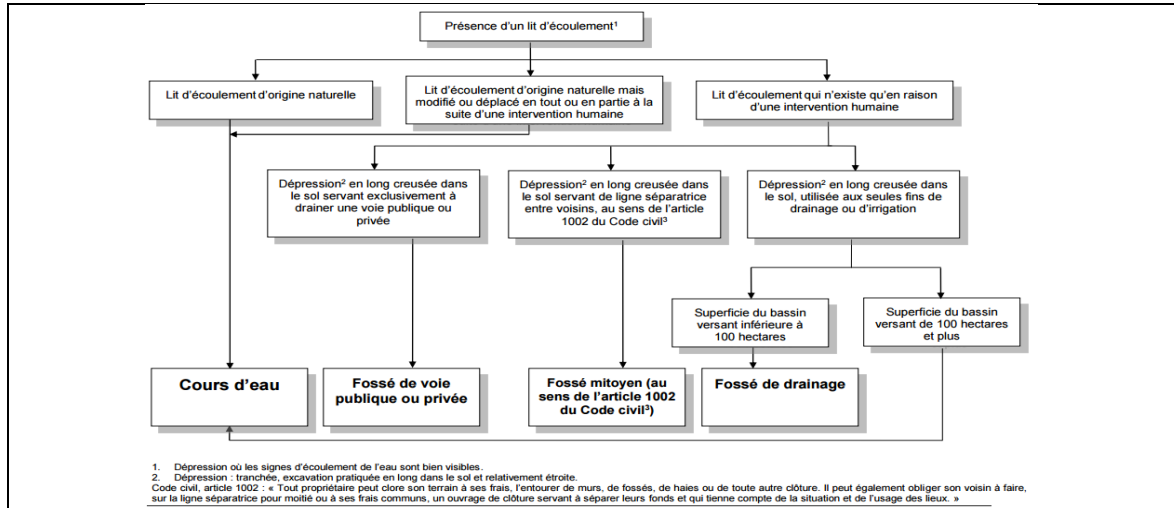 Présence d'un lit d'écoulement¹
Lit d'écoulement d'origine naturelle
Lit d'écoulement d'origine naturelle mais
modifié ou déplacé en tout ou en partie à la
suite d'une intervention humaine
Lit d'écoulement qui n'existe qu'en raison
d'une intervention humaine
Dépression² en long creusée dans
le sol servant exclusivement à
drainer une voie publique ou
privée
Dépression² en long creusée dans
le sol servant de ligne séparatrice
entre voisins, au sens de l'article
1002 du Code civil³
Dépression² en long creusée dans
le sol, utilisée aux seules fins de
drainage ou d'irrigation
Superficie du bassin
versant inférieure à
100 hectares
Superficie du bassin
versant de 100 hectares
et plus
Cours d'eau
Fossé de voie
publique ou privée
Fossé mitoyen (au
sens de l'article 1002
du Code civil³)
Fossé de drainage
1. Dépression où les signes d'écoulement de l'eau sont bien visibles.
2. Dépression : tranchée, excavation pratiquée en long dans le sol et relativement étroite.
Code civil, article 1002 : « Tout propriétaire peut clore son terrain à ses frais, l'entourer de murs, de fossés, de haies ou de toute autre clôture. Il peut également obliger son voisin à faire,
sur la ligne séparatrice pour moitié ou à ses frais communs, un ouvrage de clôture servant à séparer leurs fonds et qui tienne compte de la situation et de l'usage des lieux. »